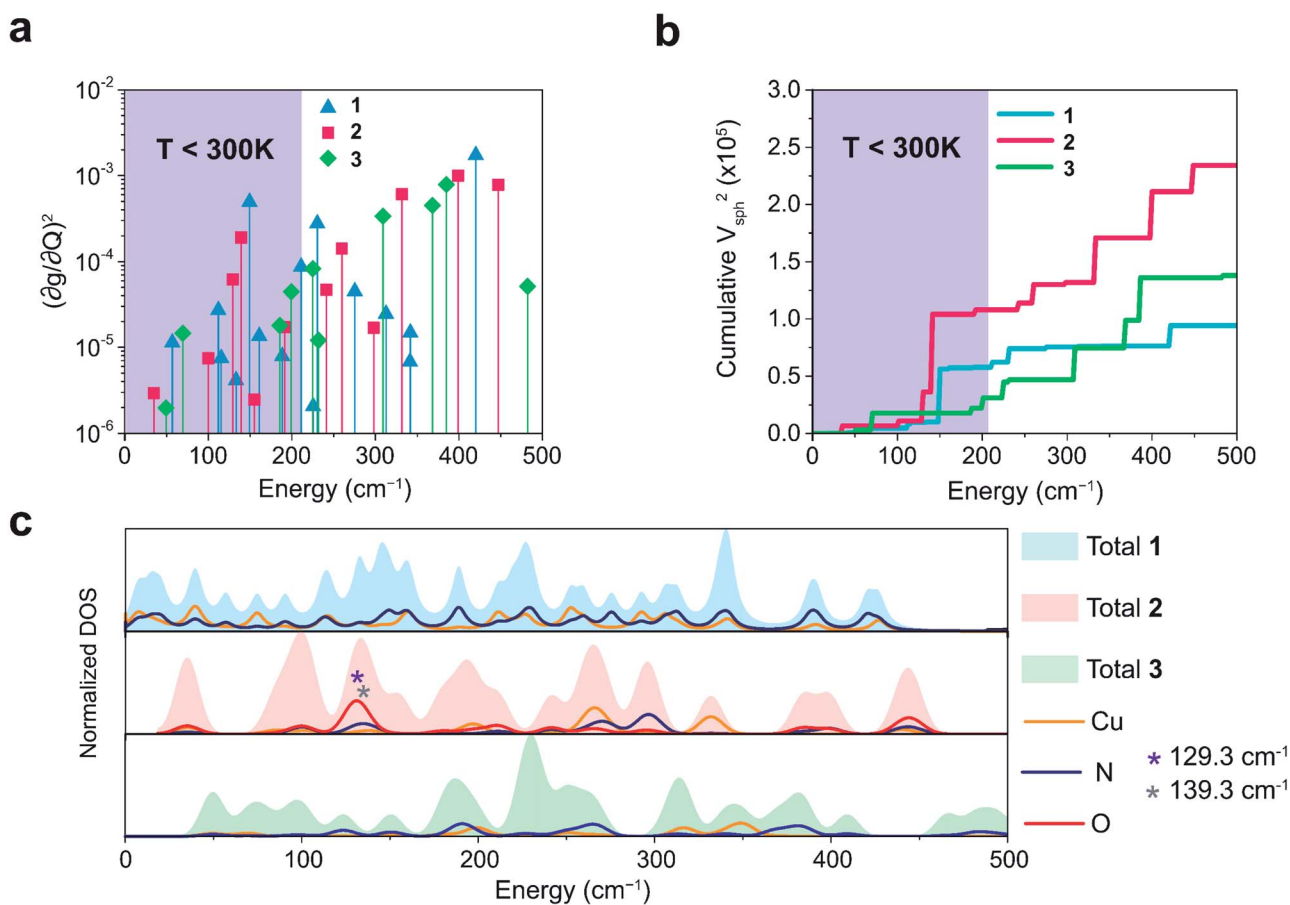 a
10⁻²
10⁻³
10⁻⁴
10⁻⁵
10⁻⁶
(∂g/∂Q)²
T < 300K
1
2
3
0 100 200 300 400 500
Energy (cm⁻¹)
b
3.0
2.5
2.0
1.5
1.0
0.5
0.0
Cumulative Vsph² (x10⁵)
T < 300K
1
2
3
0 100 200 300 400 500
Energy (cm⁻¹)
c
Normalized DOS
* *
0 100 200 300 400 500
Energy (cm⁻¹)
Total 1
Total 2
Total 3
Cu
N
O
* 129.3 cm⁻¹
* 139.3 cm⁻¹